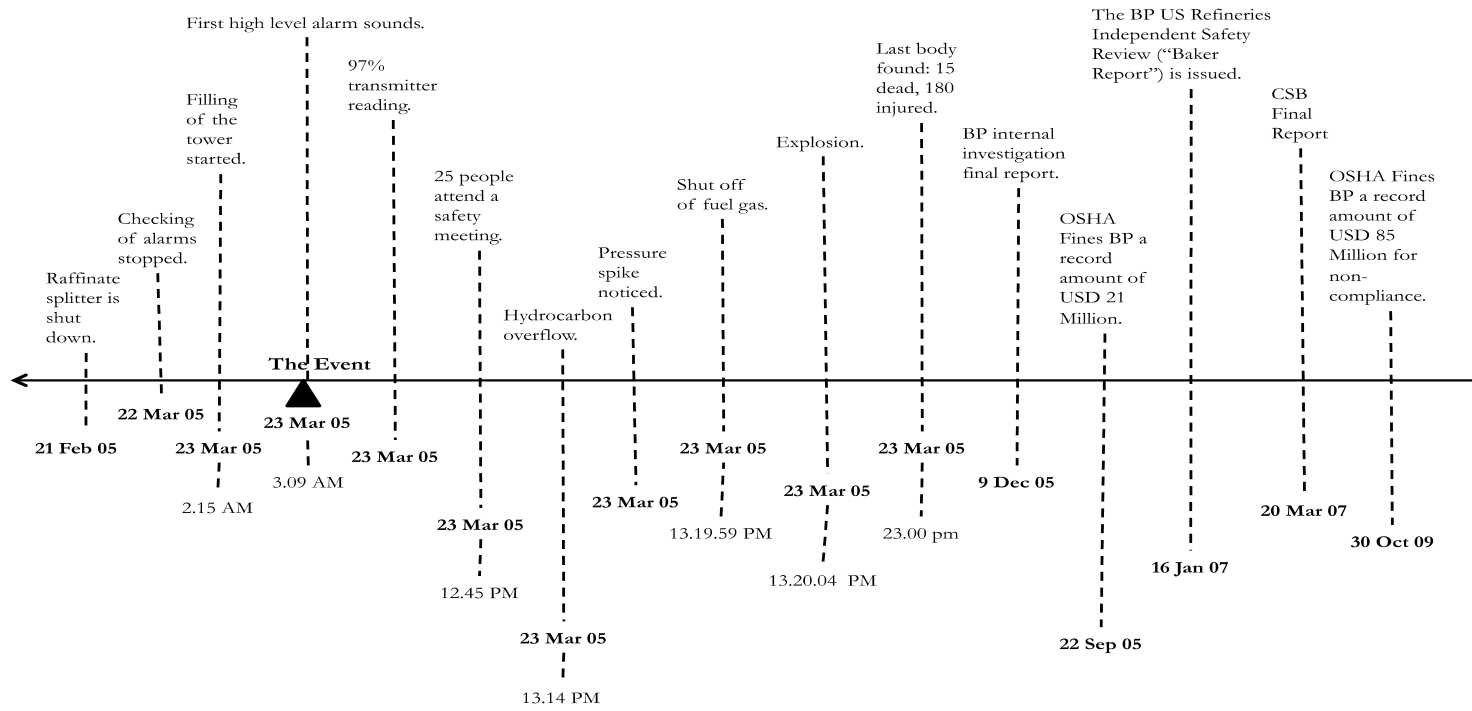 First high level alarm sounds.
The BP US Refineries
Independent Safety
Review (“Baker
Report”) is issued.
Last body
found: 15
dead, 180
injured.
97%
transmitter
reading.
Filling
of the
tower
started.
CSB
Final
Report
Explosion.
BP internal
investigation
final report.
25 people
attend a
safety
meeting.
Shut off
of fuel gas.
OSHA Fines
BP a record
amount of
USD 85
Million for
non-
compliance.
Checking
of alarms
stopped.
OSHA
Fines BP a
record
amount of
USD 21
Million.
Pressure
spike
noticed.
Raffinate
splitter is
shut
down.
Hydrocarbon
overflow.
The Event
22 Mar 05
23 Mar 05
21 Feb 05
23 Mar 05
23 Mar 05
23 Mar 05
23 Mar 05
3.09 AM
9 Dec 05
23 Mar 05
23 Mar 05
2.15 AM
20 Mar 07
23 Mar 05
13.19.59 PM
23.00 pm
30 Oct 09
16 Jan 07
13.20.04 PM
12.45 PM
23 Mar 05
22 Sep 05
13.14 PM